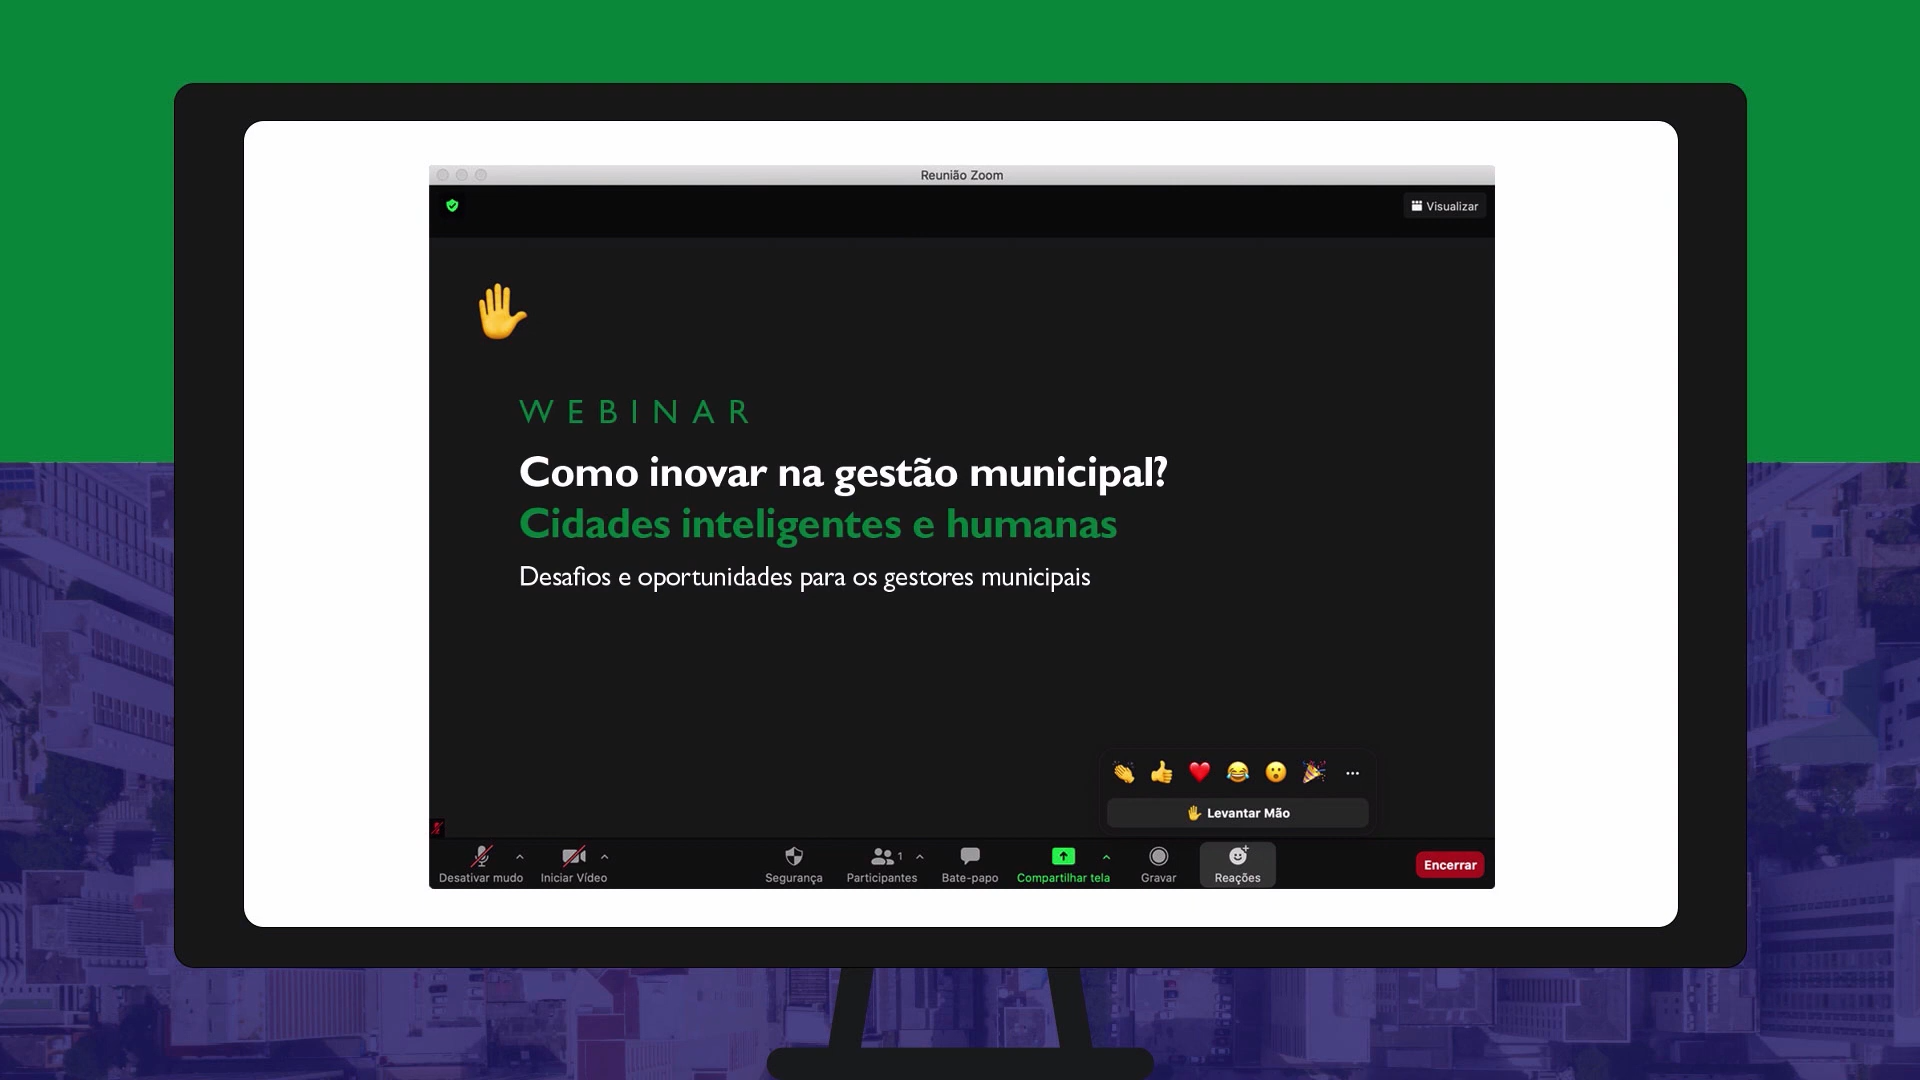 Reunião Zoom
Visualizar
WEBINAR
Como inovar na gestão municipal?
Cidades inteligentes e humanas
Desafios e oportunidades para os gestores municipais
Levantar Mão
1
Desativar mudo
Iniciar Vídeo
Segurança
Participantes
Bate-papo
Compartilhar tela
Gravar
Reações
Encerrar